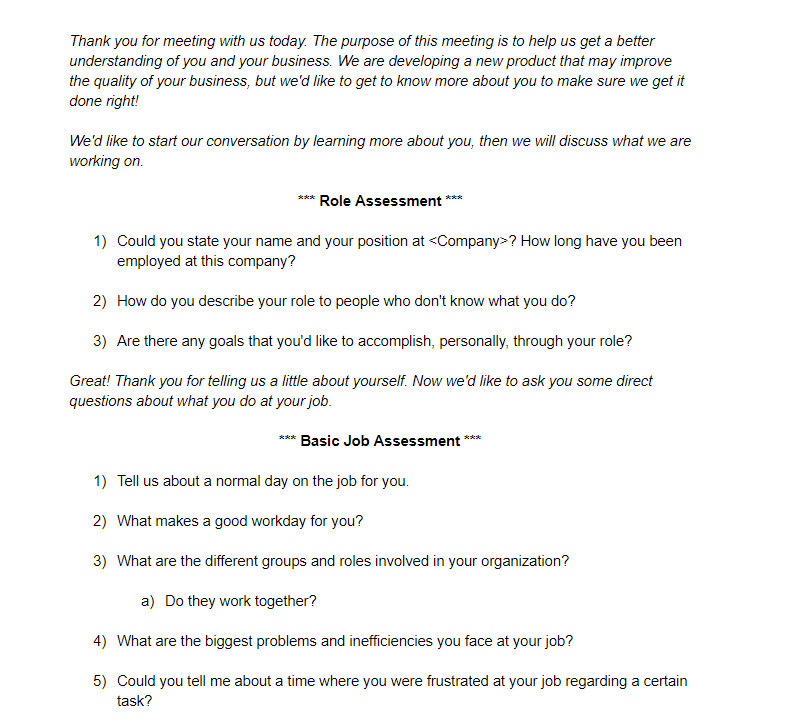 Thank you for meeting with us today. The purpose of this meeting is to help us get a better
understanding of you and your business. We are developing a new product that may improve
the quality of your business, but we'd like to get to know more about you to make sure we get it
done right!
We'd like to start our conversation by learning more about you, then we will discuss what we are
working on.
*** Role Assessment ***
1) Could you state your name and your position at <Company>? How long have you been
employed at this company?
2) How do you describe your role to people who don't know what you do?
3) Are there any goals that you'd like to accomplish, personally, through your role?
Great! Thank you for telling us a little about yourself. Now we'd like to ask you some direct
questions about what you do at your job.
*** Basic Job Assessment ***
1) Tell us about a normal day on the job for you.
2) What makes a good workday for you?
3) What are the different groups and roles involved in your organization?
a) Do they work together?
4) What are the biggest problems and inefficiencies you face at your job?
5) Could you tell me about a time where you were frustrated at your job regarding a certain
task?